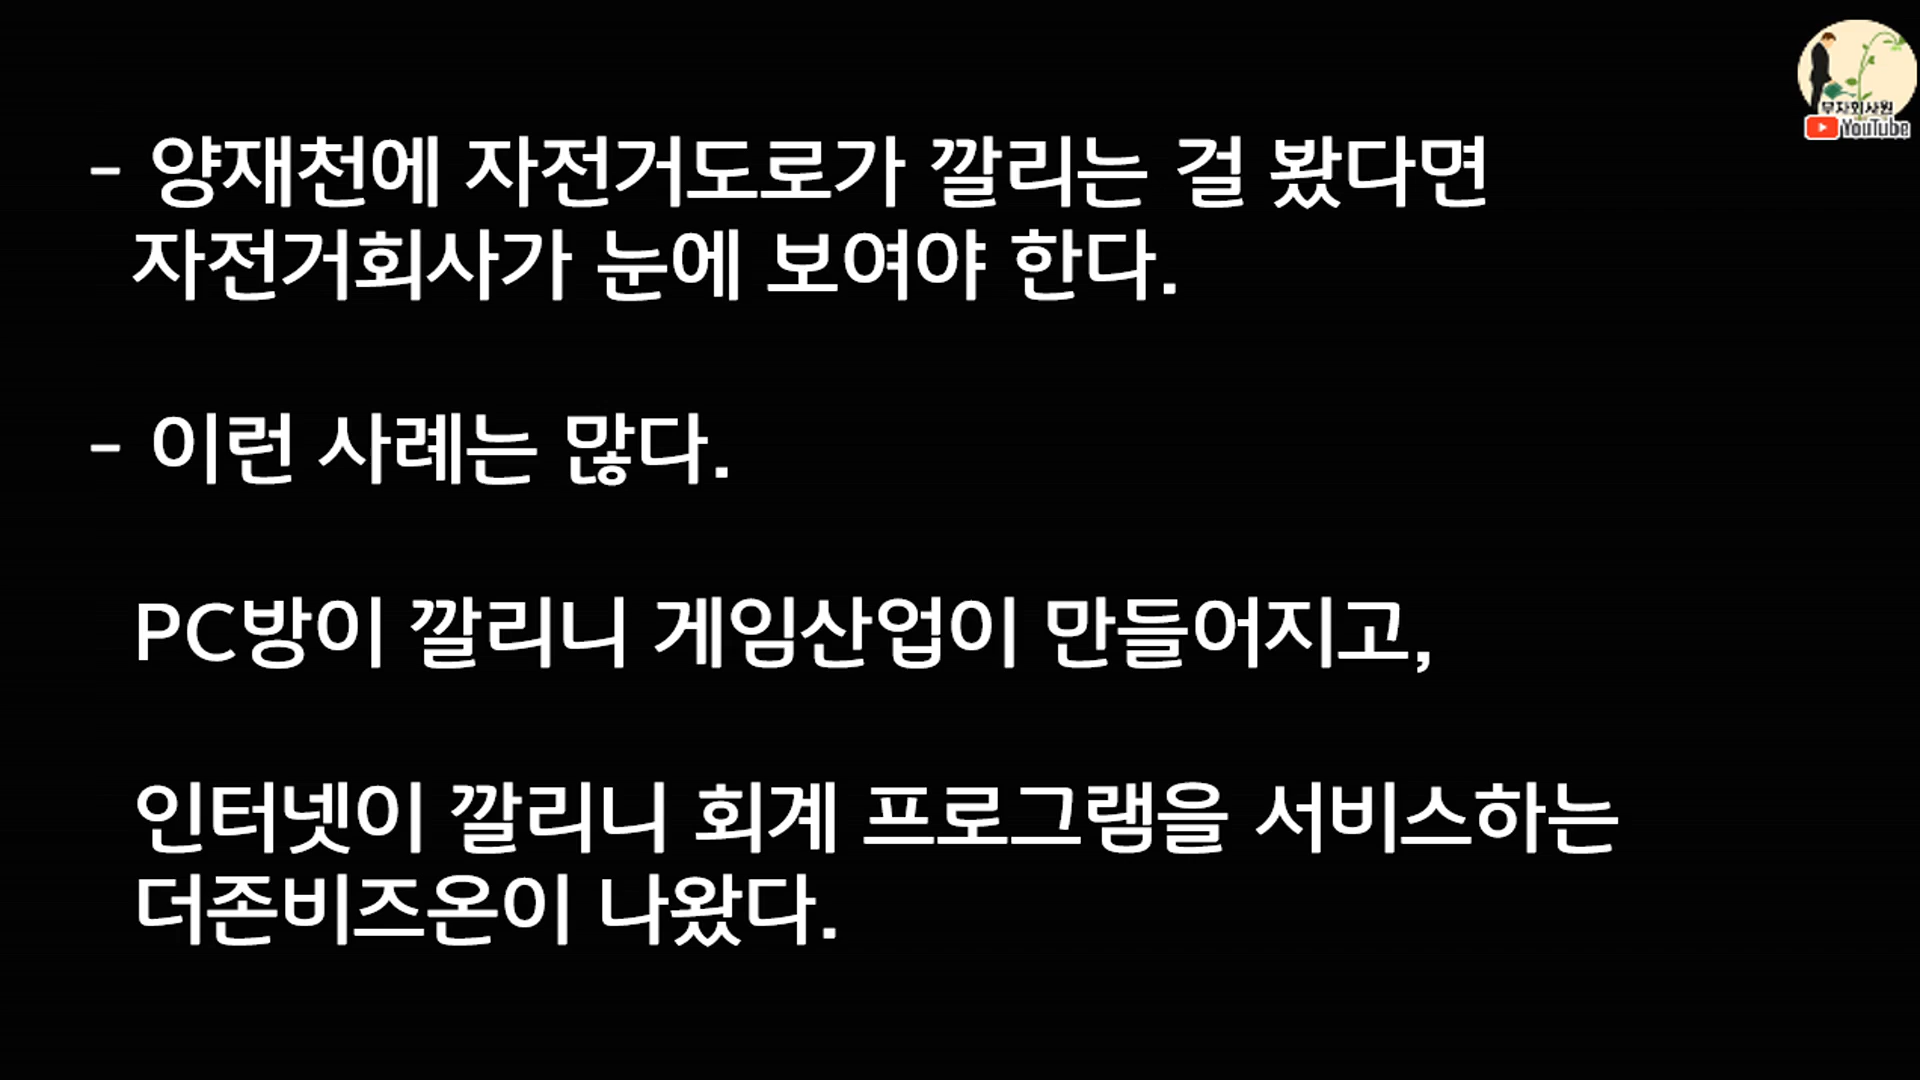 - 양재천에 자전거도로가 깔리는 걸 봤다면
자전거회사가 눈에 보여야 한다.
- 이런 사례는 많다.
PC방이 깔리니 게임산업이 만들어지고,
인터넷이 깔리니 회계 프로그램을 서비스하는
더존비즈온이 나왔다.
부자회사원
YouTube